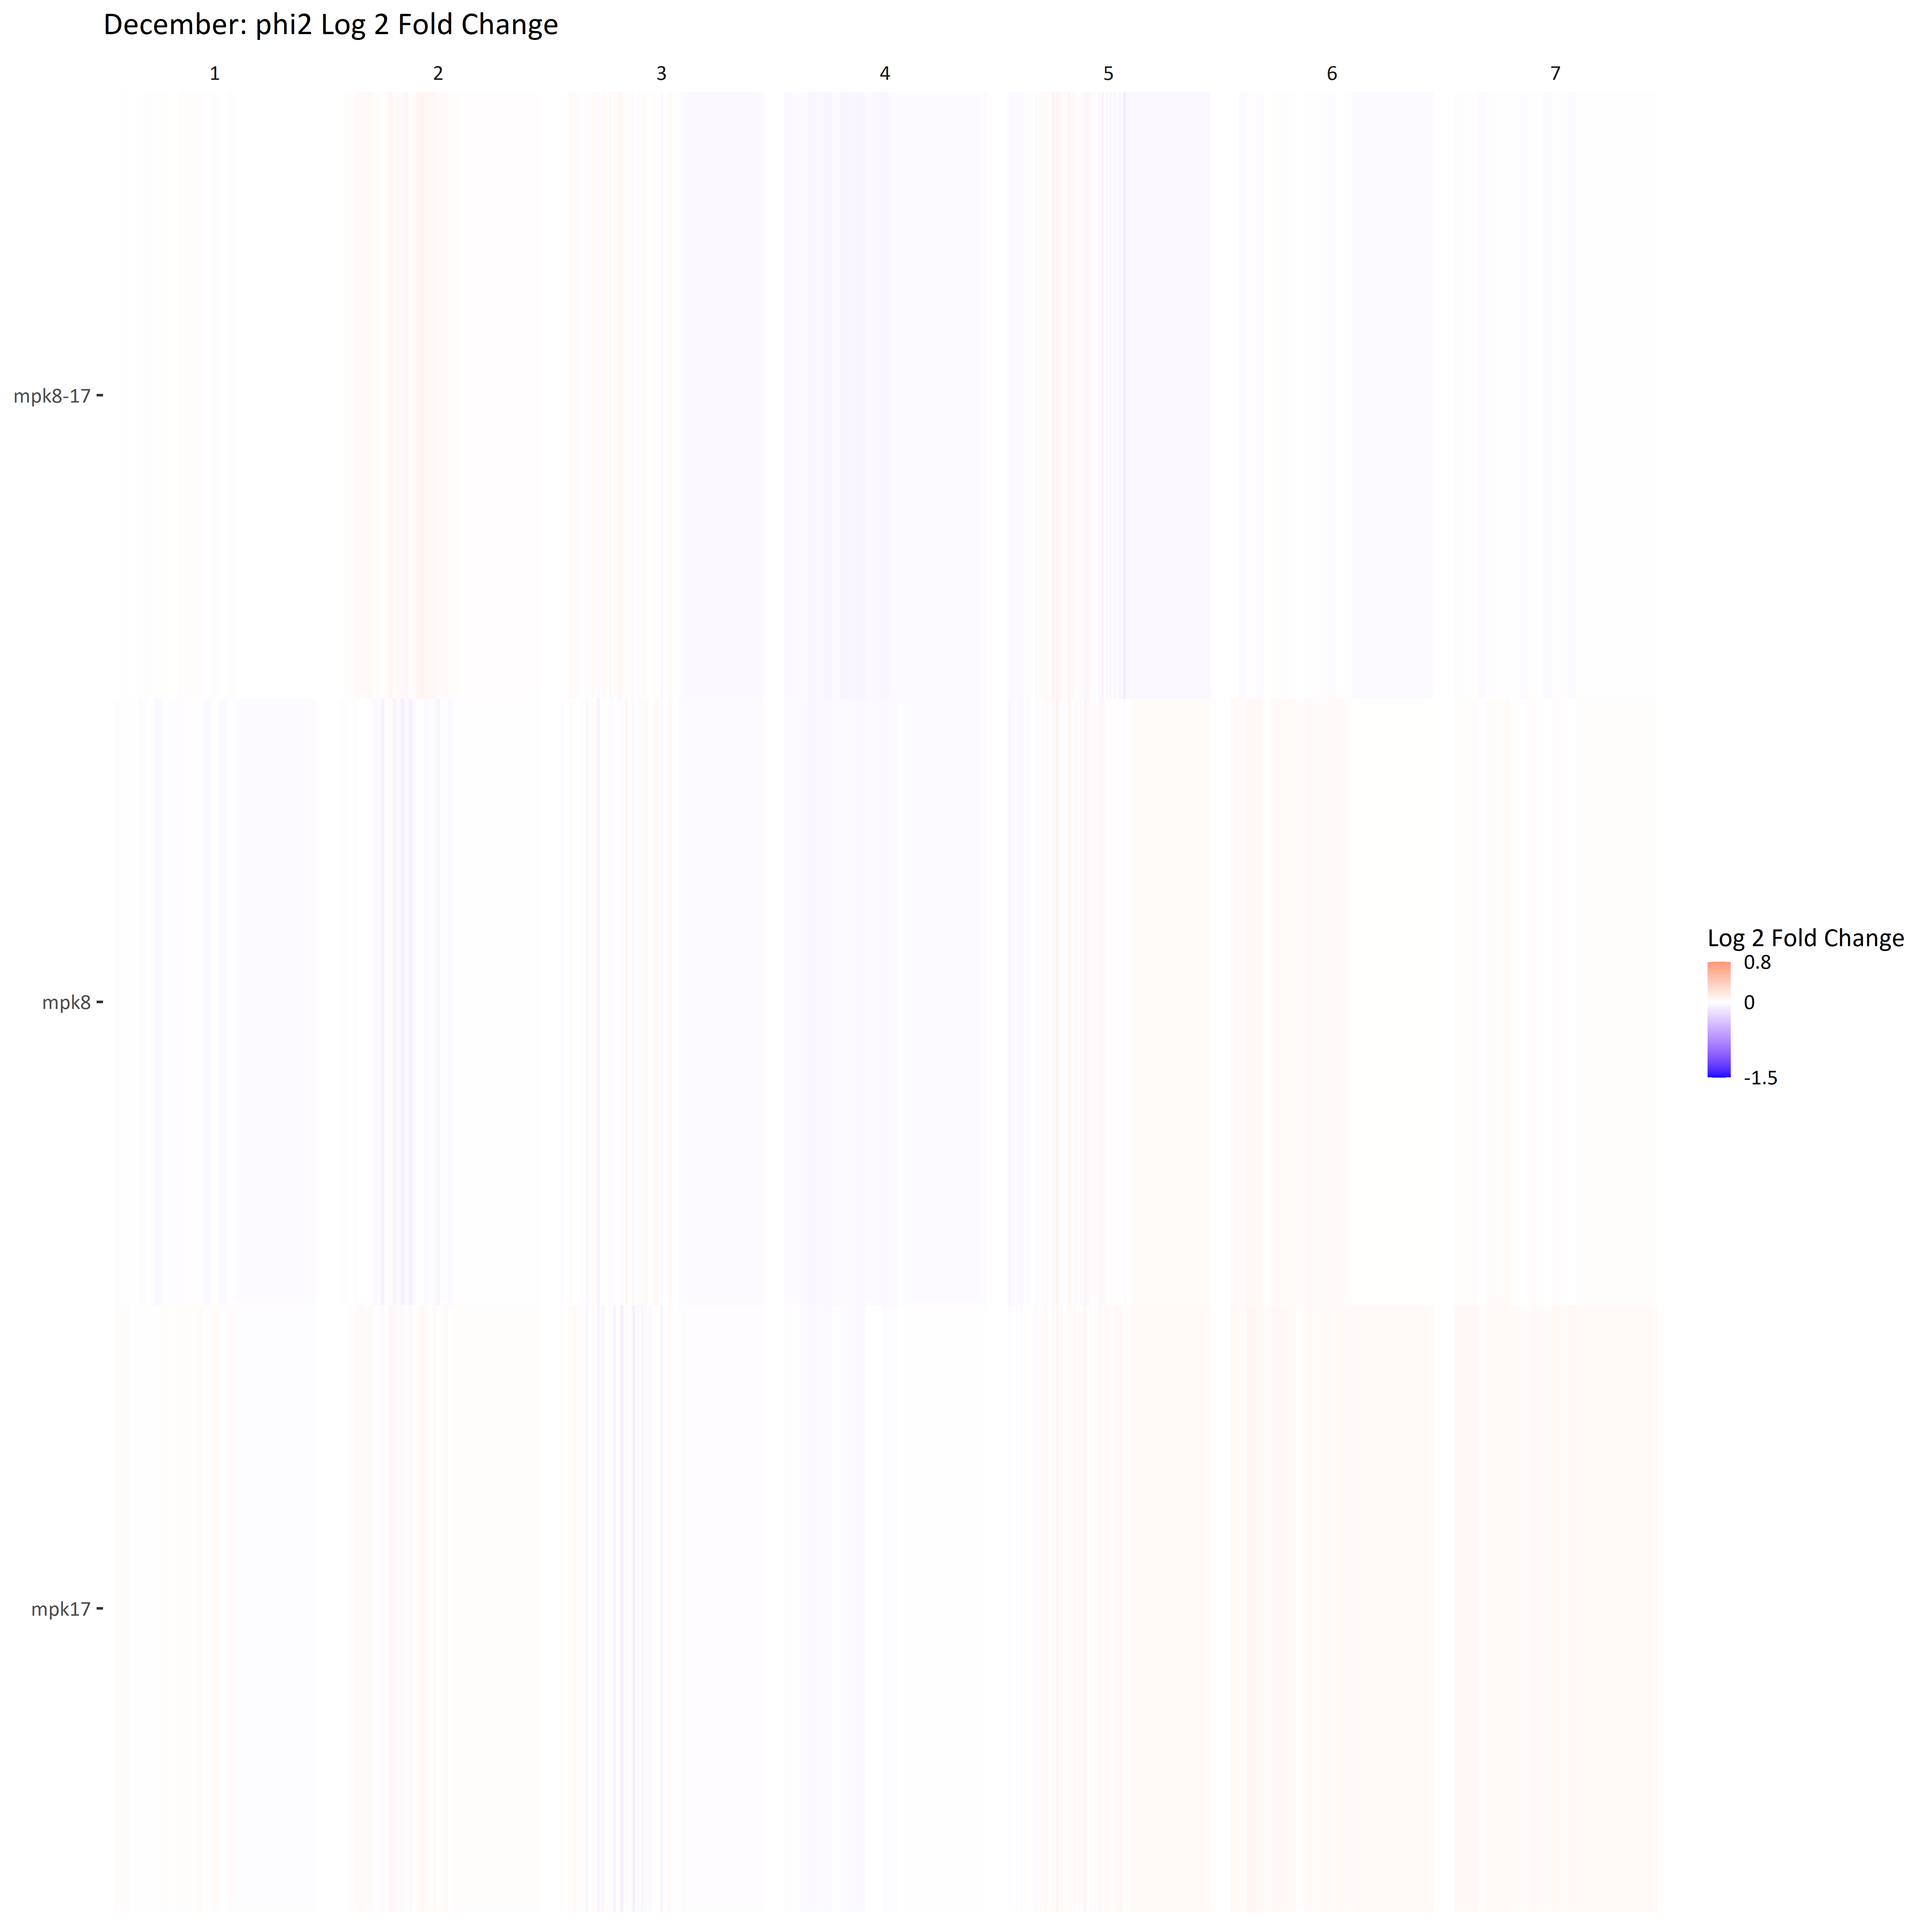 December: phi2 Log 2 Fold Change
1 2 3 4 5 6 7
mpk8-17
mpk8
mpk17
Log 2 Fold Change
0.8
0
-1.5